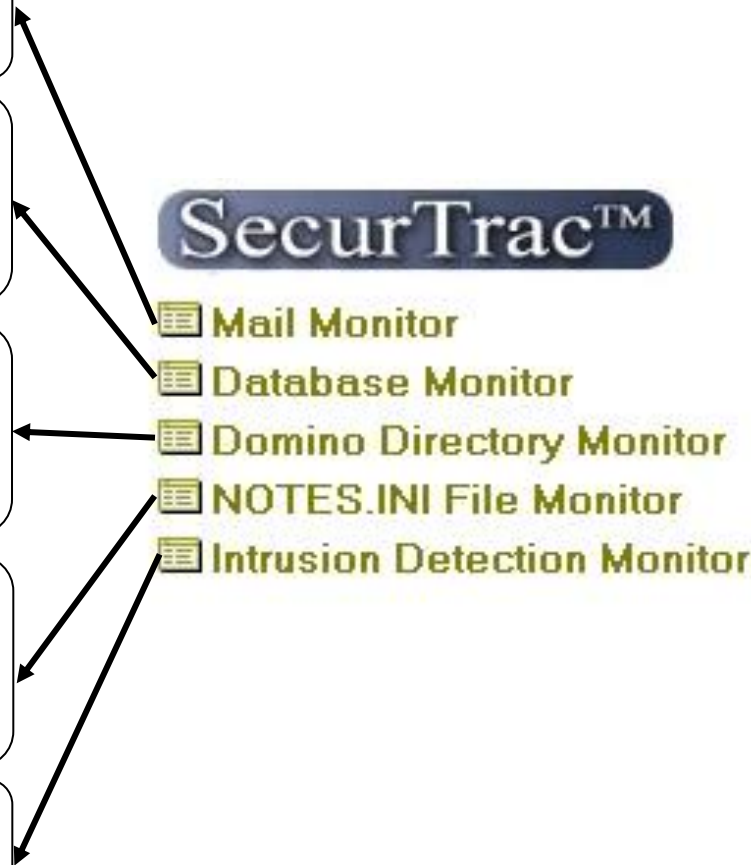 SecurTrac™
Mail Monitor
Database Monitor
Domino Directory Monitor
NOTES.INI File Monitor
Intrusion Detection Monitor